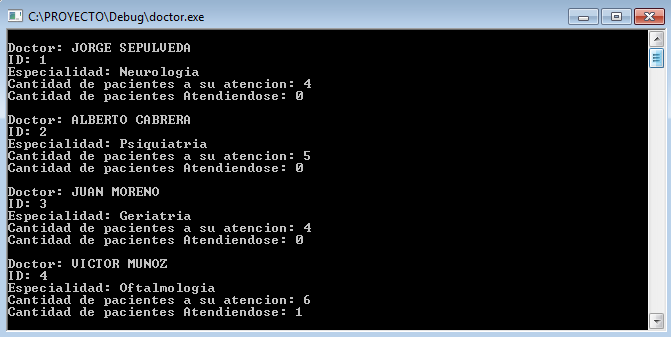 C:\PROYECTO\Debug\doctor.exe
Doctor: JORGE SEPULVEDA
ID: 1
Especialidad: Neurologia
Cantidad de pacientes a su atencion: 4
Cantidad de pacientes Atendiendose: 0
Doctor: ALBERTO CABRERA
ID: 2
Especialidad: Psiquiatria
Cantidad de pacientes a su atencion: 5
Cantidad de pacientes Atendiendose: 0
Doctor: JUAN MORENO
ID: 3
Especialidad: Geriatria
Cantidad de pacientes a su atencion: 4
Cantidad de pacientes Atendiendose: 0
Doctor: VICTOR MUNOZ
ID: 4
Especialidad: Oftalmologia
Cantidad de pacientes a su atencion: 6
Cantidad de pacientes Atendiendose: 1